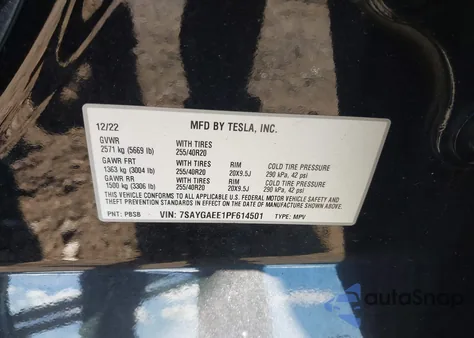 12/22 MFD BY TESLA, INC.
GVWR WITH TIRES
2571 kg (5669 lb) 255/40R20
GAWR FRT WITH TIRES RIM COLD TIRE PRESSURE
1363 kg (3004 lb) 255/40R20 20X9.5J 290 kPa, 42 psi
GAWR RR WITH TIRES RIM COLD TIRE PRESSURE
1500 kg (3306 lb) 255/40R20 20X9.5J 290 kPa, 42 psi
THIS VEHICLE CONFORMS TO ALL APPLICABLE U.S. FEDERAL MOTOR VEHICLE SAFETY AND
THEFT PREVENTION STANDARDS IN EFFECT ON THE DATE OF MANUFACTURE SHOWN ABOVE.
PNT: PBSB VIN: 7SAYGAEE1PF614501 TYPE: MPV
autoSnap